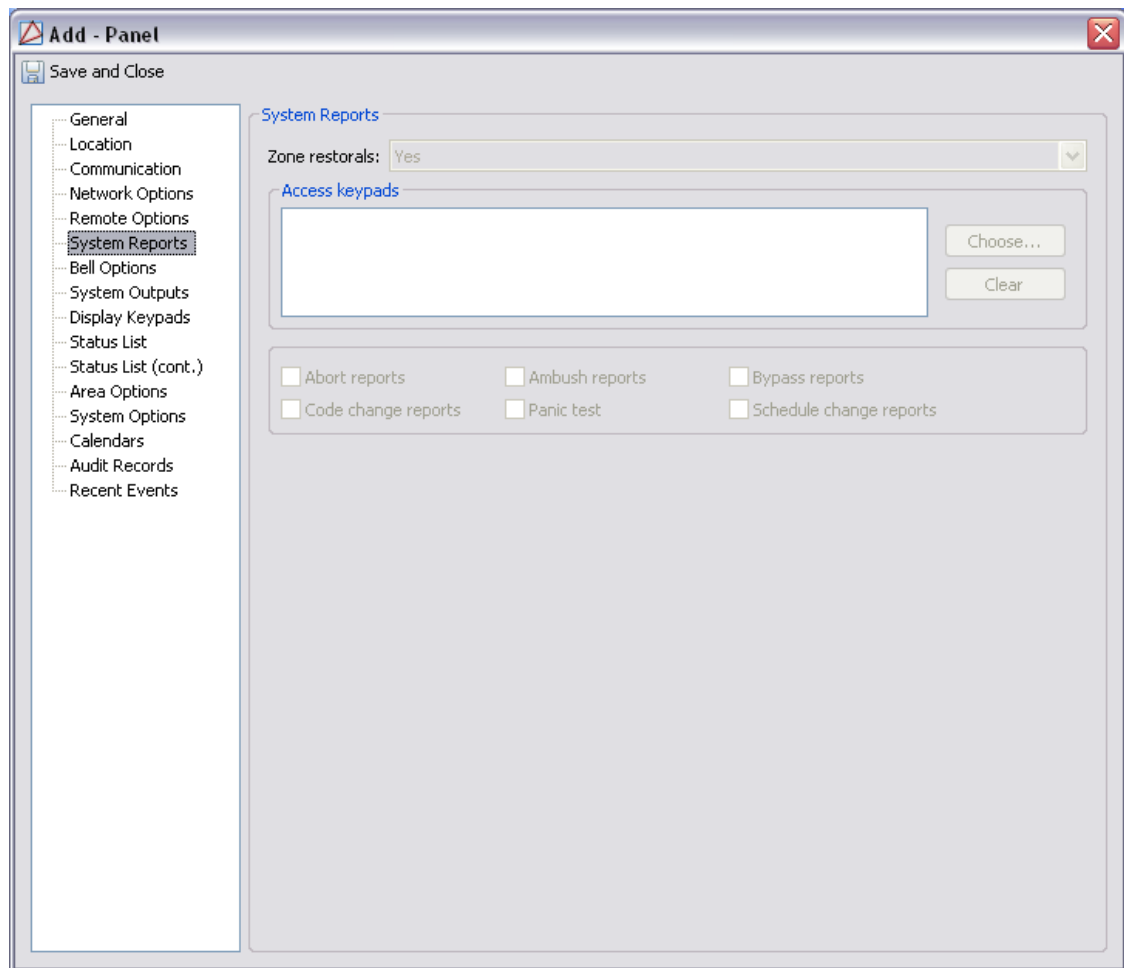 Add - Panel
Save and Close
General
Location
Communication
Network Options
Remote Options
System Reports
Bell Options
System Outputs
Display Keypads
Status List
Status List (cont.)
Area Options
System Options
Calendars
Audit Records
Recent Events
System Reports
Zone restorals: Yes
Access keypads
Choose...
Clear
Abort reports Ambush reports Bypass reports
Code change reports Panic test Schedule change reports